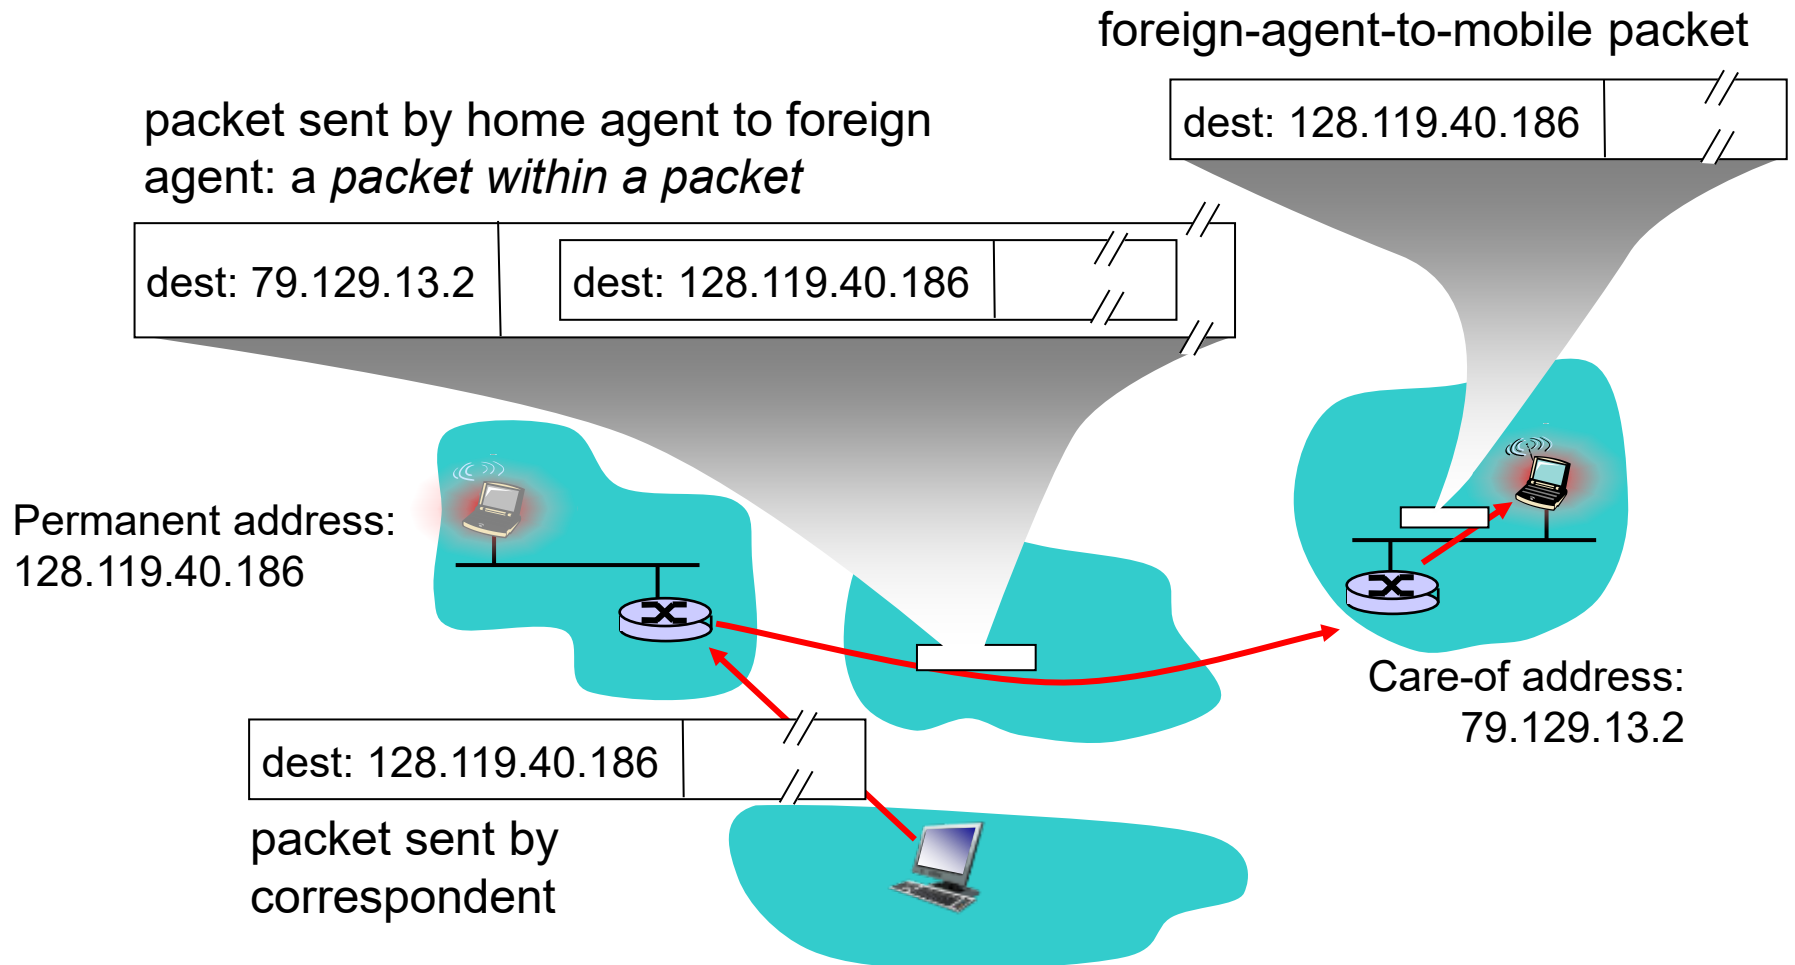 foreign-agent-to-mobile packet
dest: 128.119.40.186
packet sent by home agent to foreign
agent: a packet within a packet
dest: 79.129.13.2
dest: 128.119.40.186
Permanent address:
128.119.40.186
Care-of address:
79.129.13.2
dest: 128.119.40.186
packet sent by
correspondent